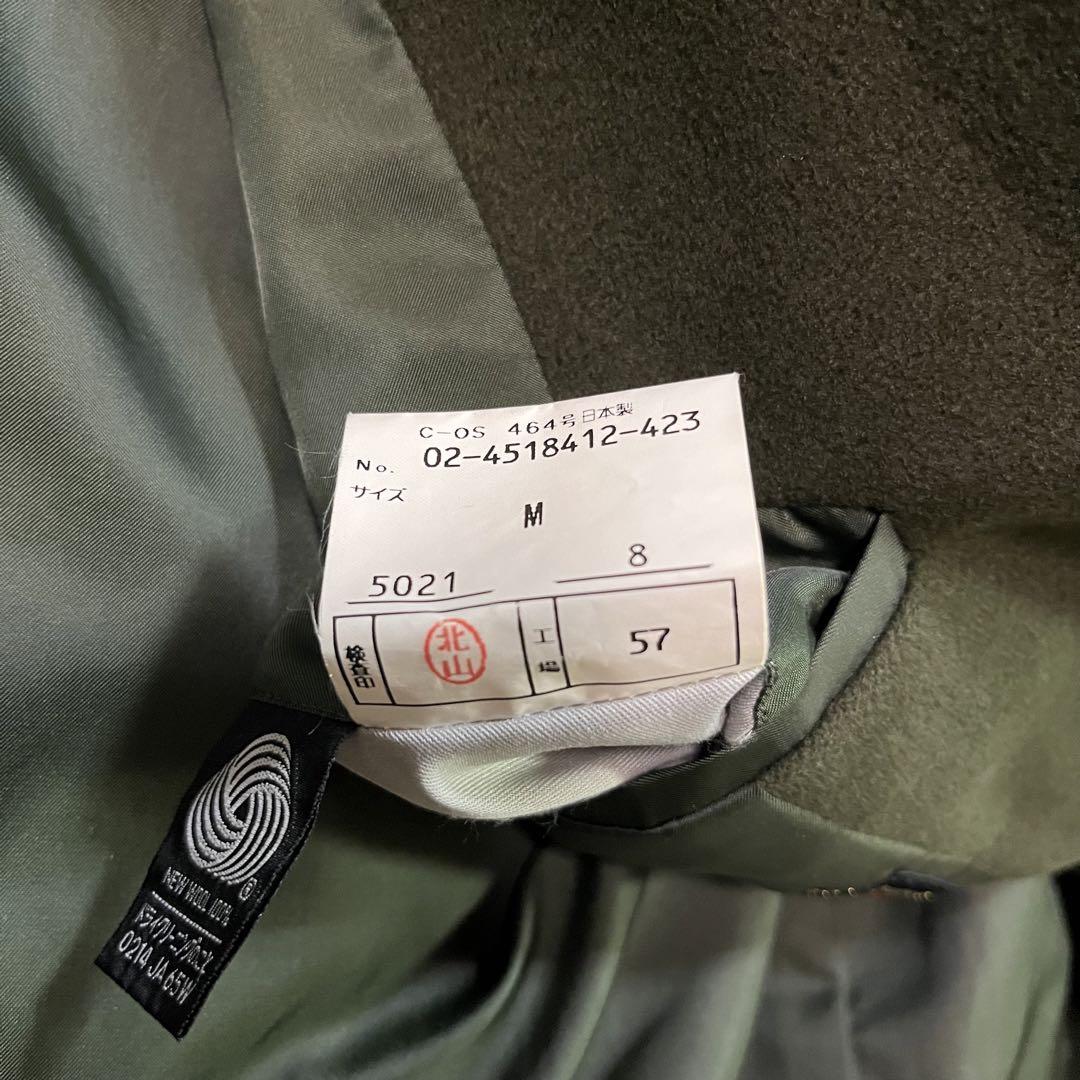 C-OS 464号日本製
No. 02-4518412-423
サイズ
M
5021 8
検査印 北山 工場 57
NEW WOOL 100%
ドライクリーニングのこと
0214 JA65W